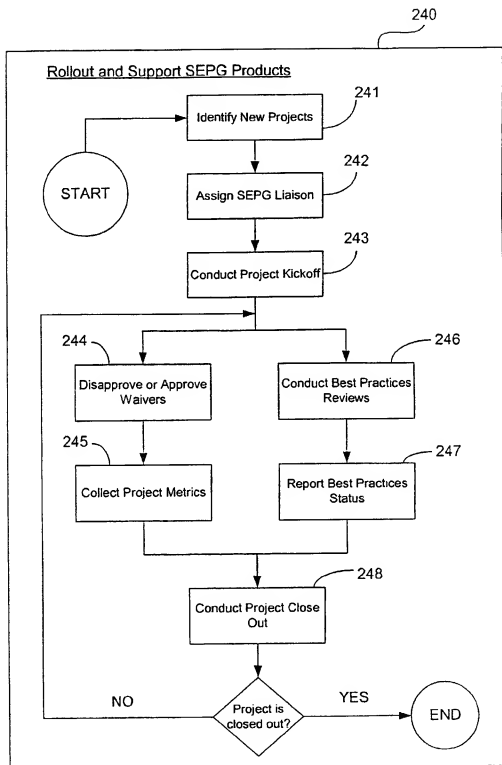 240
Rollout and Support SEPG Products
241
Identify New Projects
START
242
Assign SEPG Liaison
243
Conduct Project Kickoff
244
Disapprove or Approve
Waivers
246
Conduct Best Practices
Reviews
245
Collect Project Metrics
247
Report Best Practices
Status
248
Conduct Project Close
Out
NO
Project is
closed out?
YES
END